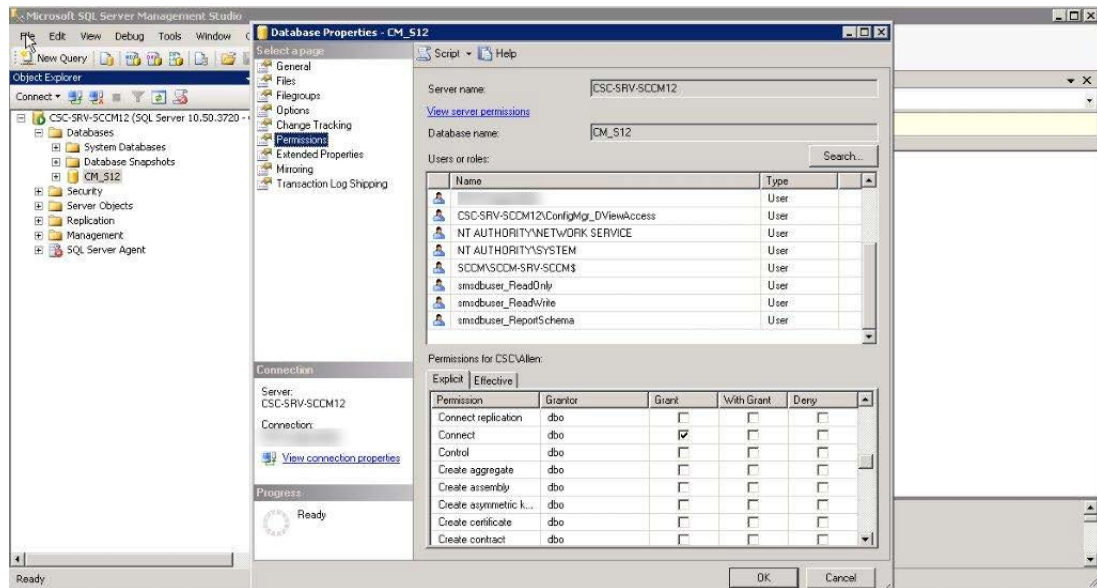 Microsoft SQL Server Management Studio
File Edit View Debug Tools Window
New Query
Object Explorer
Connect
CSC-SRV-SCCM12 (SQL Server 10.50.3720 -
Databases
System Databases
Database Snapshots
CM_S12
Security
Server Objects
Replication
Management
SQL Server Agent
Ready
Database Properties - CM_S12
Select a page
General
Files
Filegroups
Options
Change Tracking
Permissions
Extended Properties
Mirroring
Transaction Log Shipping
Connection
Server:
CSC-SRV-SCCM12
Connection:
View connection properties
Progress
Ready
Script Help
Server name: CSC-SRV-SCCM12
View server permissions
Database name: CM_S12
Users or roles: Search...
Name Type
User
CSC-SRV-SCCM12\ConfigMgr_DViewAccess User
NT AUTHORITY\NETWORK SERVICE User
NT AUTHORITY\SYSTEM User
SCCM\SCCM-SRV-SCCM$ User
smsdbuser_ReadOnly User
smsdbuser_ReadWrite User
smsdbuser_ReportSchema User
Permissions for CSC\Allen:
Explicit Effective
Permission Grantor Grant With Grant Deny
Connect replication dbo
Connect dbo
Control dbo
Create aggregate dbo
Create assembly dbo
Create asymmetric k... dbo
Create certificate dbo
Create contract dbo
OK Cancel